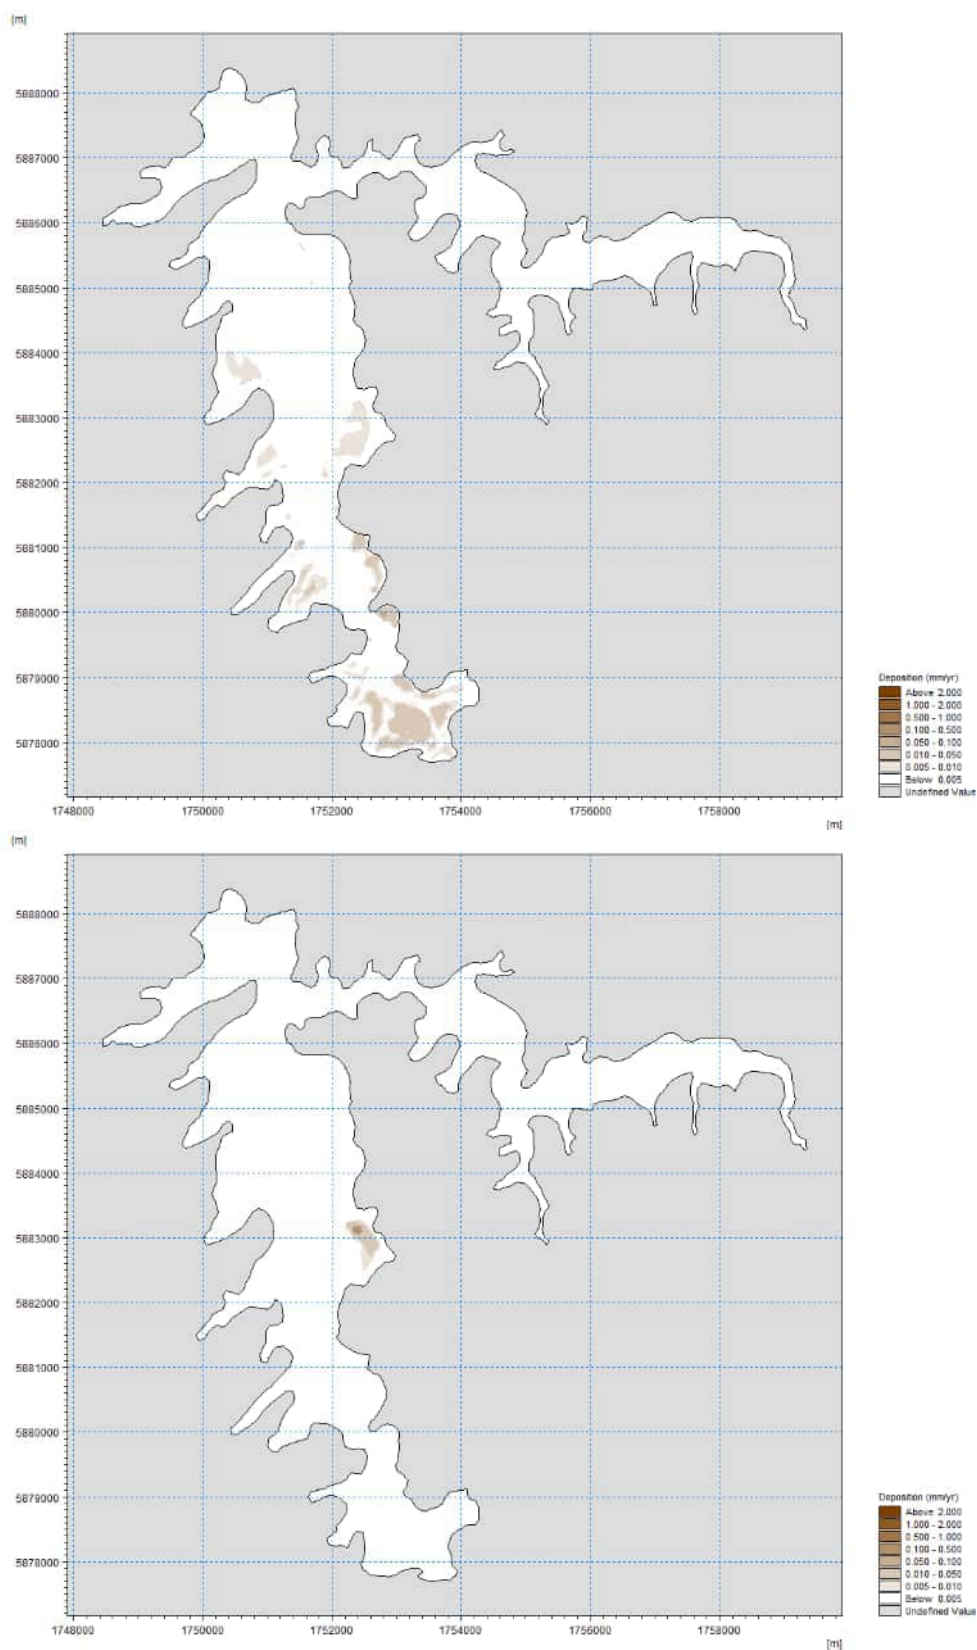 [m]
5888000
5887000
5886000
5885000
5884000
5883000
5882000
5881000
5880000
5879000
5878000
1748000 1750000 1752000 1754000 1756000 1758000
[m]
Deposition (mm/yr)
Above 2.000
1.000 - 2.000
0.500 - 1.000
0.100 - 0.500
0.050 - 0.100
0.010 - 0.050
0.005 - 0.010
Below 0.005
Undefined Value
[m]
5888000
5887000
5886000
5885000
5884000
5883000
5882000
5881000
5880000
5879000
5878000
1748000 1750000 1752000 1754000 1756000 1758000
[m]
Deposition (mm/yr)
Above 2.000
1.000 - 2.000
0.500 - 1.000
0.100 - 0.500
0.050 - 0.100
0.010 - 0.050
0.005 - 0.010
Below 0.005
Undefined Value